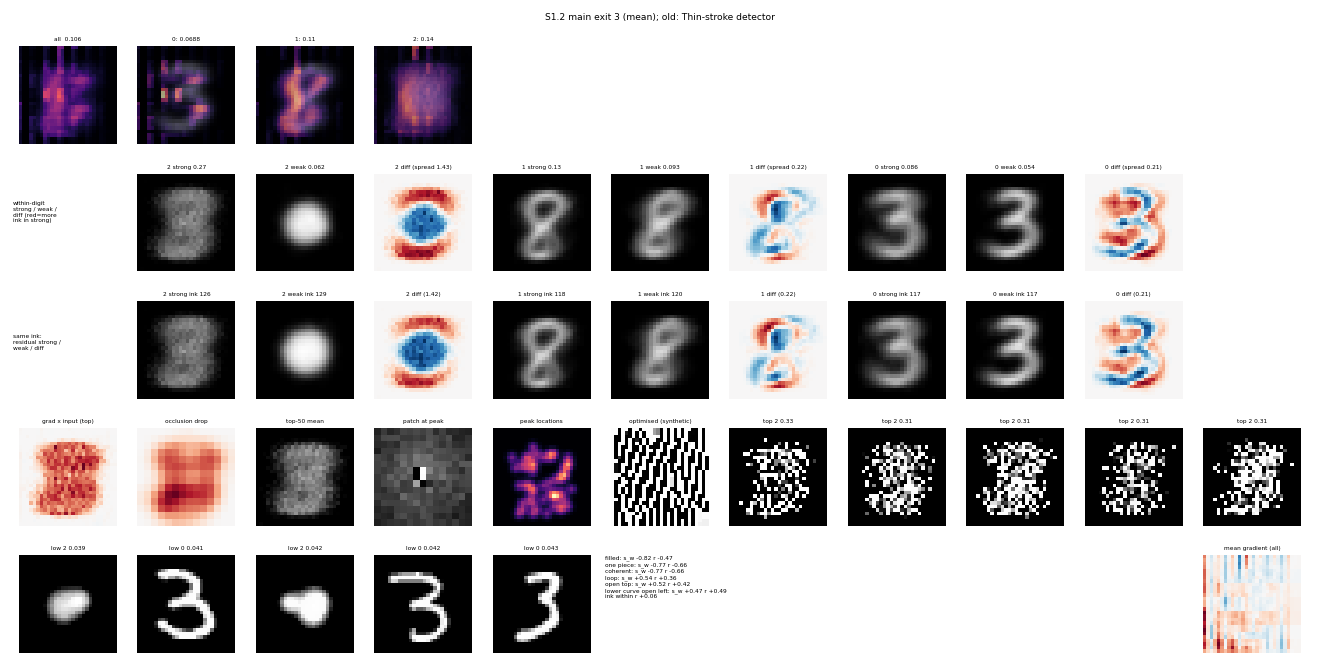 S1.2 main exit 3 (mean); old: Thin-stroke detector
all 0.106
0: 0.0688
1: 0.11
2: 0.14
within-digit
strong / weak /
diff (red=more
ink in strong)
2 strong 0.27
2 weak 0.062
2 diff (spread 1.43)
1 strong 0.13
1 weak 0.093
1 diff (spread 0.22)
0 strong 0.086
0 weak 0.054
0 diff (spread 0.21)
same ink:
residual strong /
weak / diff
2 strong ink 126
2 weak ink 129
2 diff (1.42)
1 strong ink 118
1 weak ink 120
1 diff (0.22)
0 strong ink 117
0 weak ink 117
0 diff (0.21)
grad x input (top)
occlusion drop
top-50 mean
patch at peak
peak locations
optimised (synthetic)
top 2 0.33
top 2 0.31
top 2 0.31
top 2 0.31
top 2 0.31
low 2 0.039
low 0 0.041
low 2 0.042
low 0 0.042
low 0 0.043
filled: s_w -0.82 r -0.47
one piece: s_w -0.77 r -0.66
coherent: s_w -0.77 r -0.66
loop: s_w +0.54 r +0.36
open top: s_w +0.52 r +0.42
lower curve open left: s_w +0.47 r +0.49
ink within r +0.06
mean gradient (all)